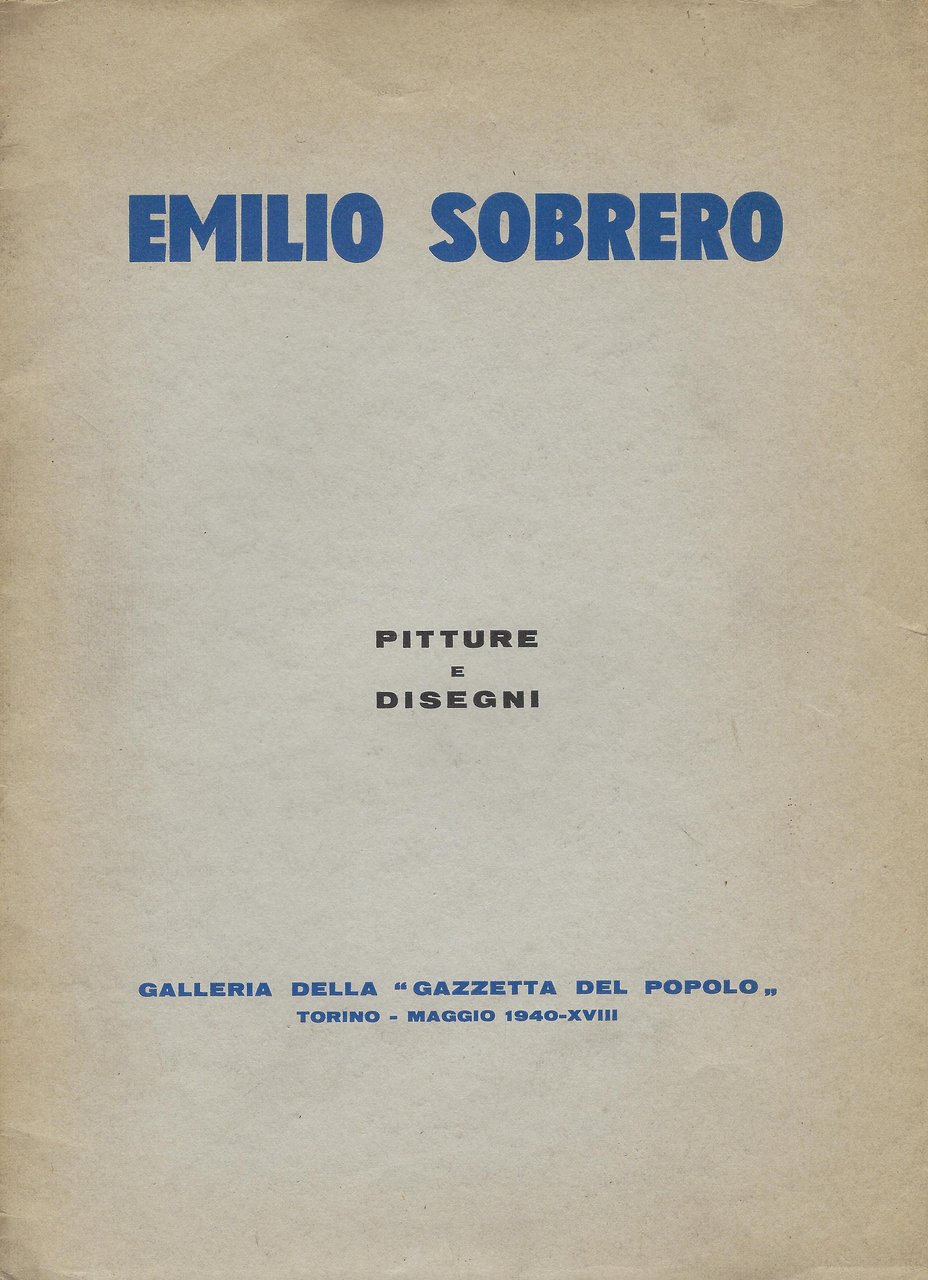 EMILIO SOBRERO
PITTURE
E
DISEGNI
GALLERIA DELLA “GAZZETTA DEL POPOLO„
TORINO - MAGGIO 1940-XVIII